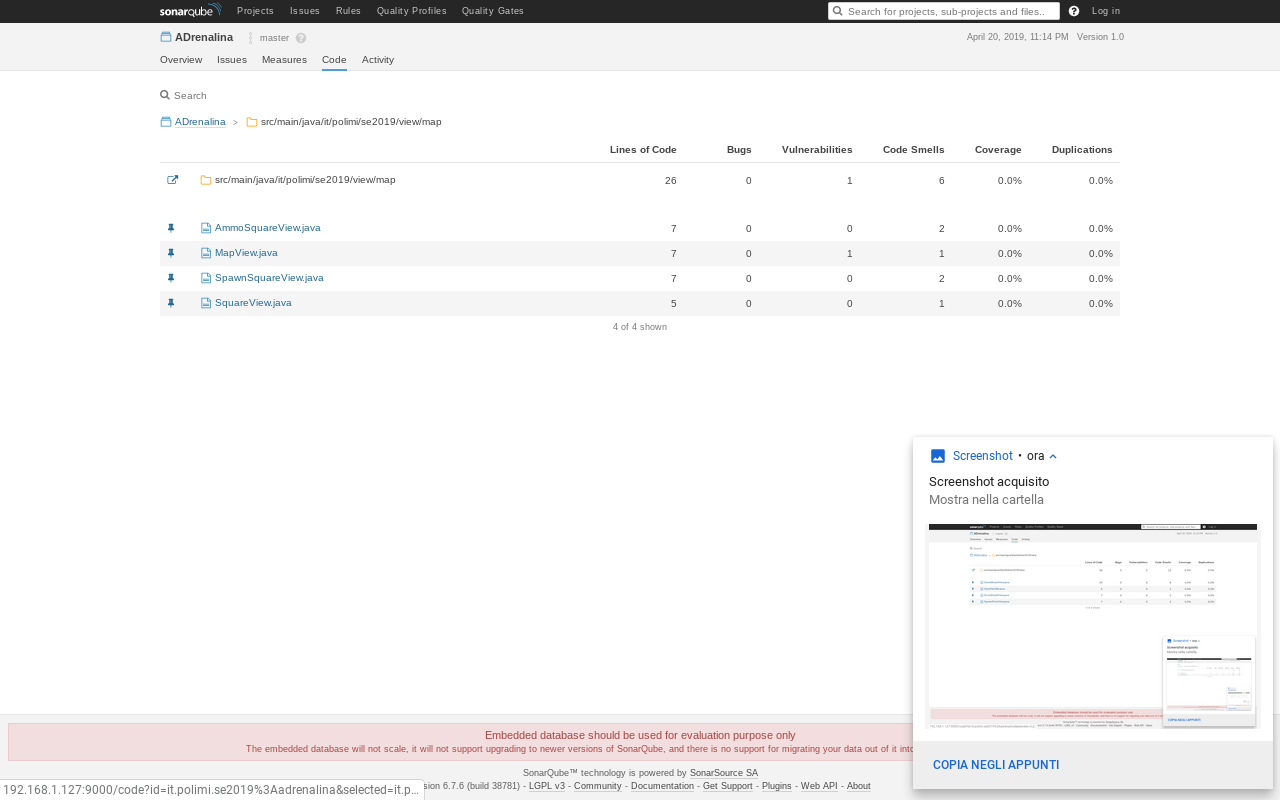 sonarqube Projects Issues Rules Quality Profiles Quality Gates Search for projects, sub-projects and files.. Log in
ADrenalina master April 20, 2019, 11:14 PM Version 1.0
Overview Issues Measures Code Activity
Search
ADrenalina > src/main/java/it/polimi/se2019/view/map
Lines of Code Bugs Vulnerabilities Code Smells Coverage Duplications
src/main/java/it/polimi/se2019/view/map 26 0 1 6 0.0% 0.0%
AmmoSquareView.java 7 0 0 2 0.0% 0.0%
MapView.java 7 0 1 1 0.0% 0.0%
SpawnSquareView.java 7 0 0 2 0.0% 0.0%
SquareView.java 5 0 0 1 0.0% 0.0%
4 of 4 shown
Screenshot • ora
Screenshot acquisito
Mostra nella cartella
COPIA NEGLI APPUNTI
Embedded database should be used for evaluation purpose only
The embedded database will not scale, it will not support upgrading to newer versions of SonarQube, and there is no support for migrating your data out of it
SonarQube™ technology is powered by SonarSource SA
(build 38781) - LGPL v3 - Community - Documentation - Get Support - Plugins - Web API - About
192.168.1.127:9000/code?id=it.polimi.se2019%3Aadrenalina&selected=it.p...